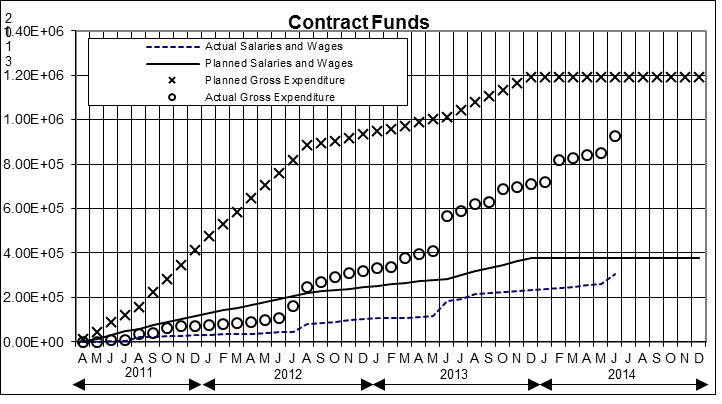 Contract Funds
2
1
3
Actual Salaries and Wages
Planned Salaries and Wages
Planned Gross Expenditure
Actual Gross Expenditure
1.40E+06
1.20E+06
1.00E+06
8.00E+05
6.00E+05
4.00E+05
2.00E+05
0.00E+00
A M J J A S O N D J F M A M J J A S O N D J F M A M J J A S O N D J F M A M J J A S O N D
2011 2012 2013 2014